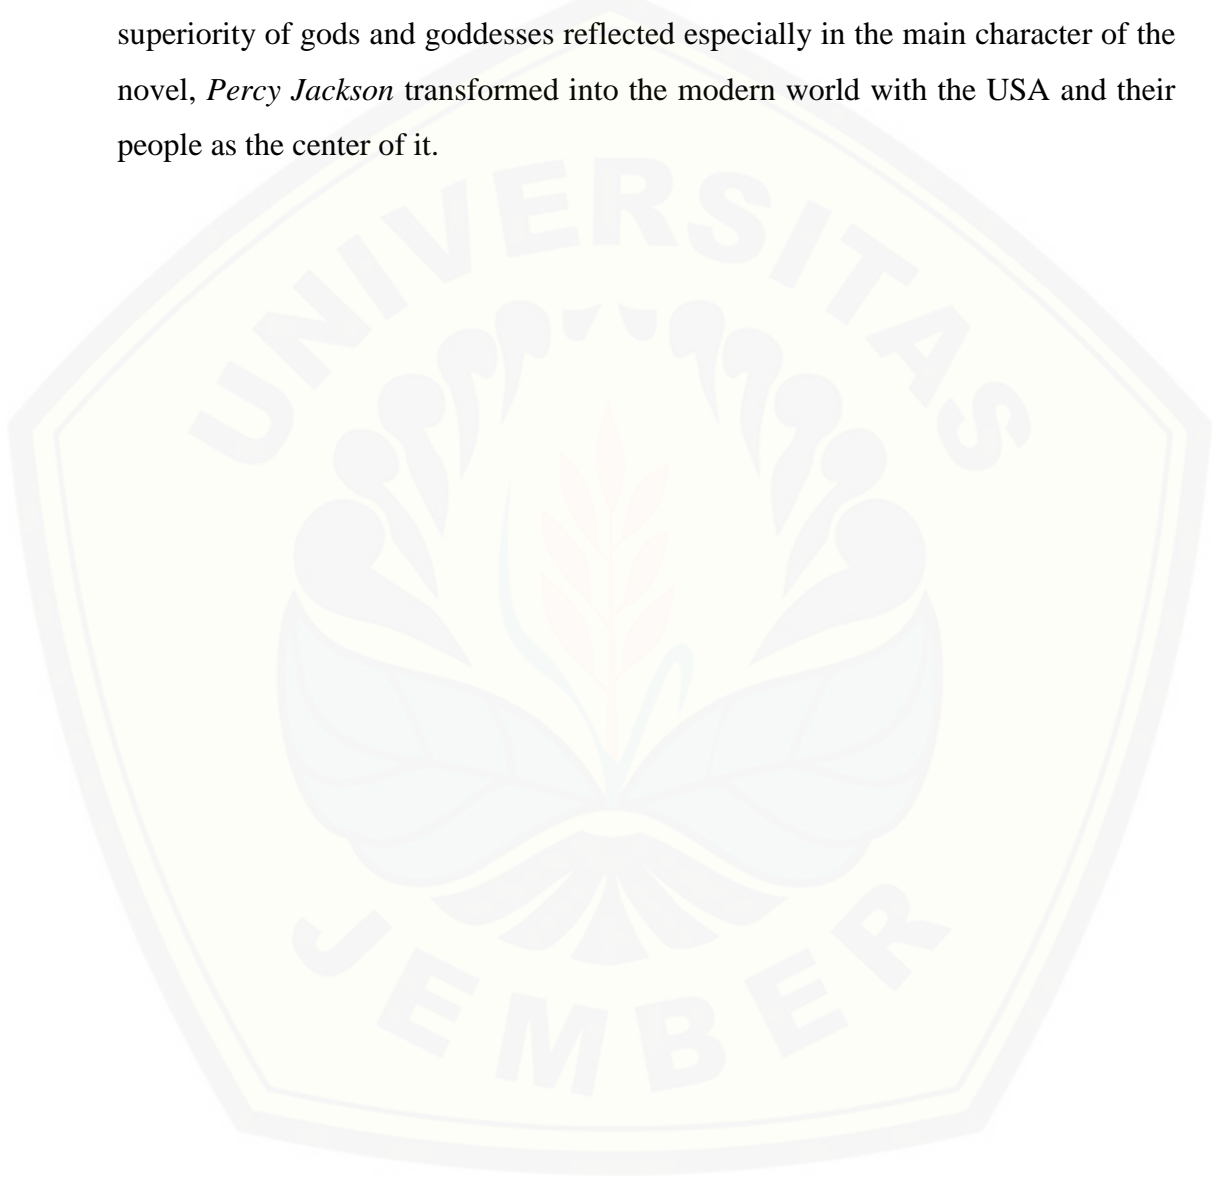 superiority of gods and goddesses reflected especially in the main character of the
novel, Percy Jackson transformed into the modern world with the USA and their
people as the center of it.
UNIVERSITAS
JEMBER